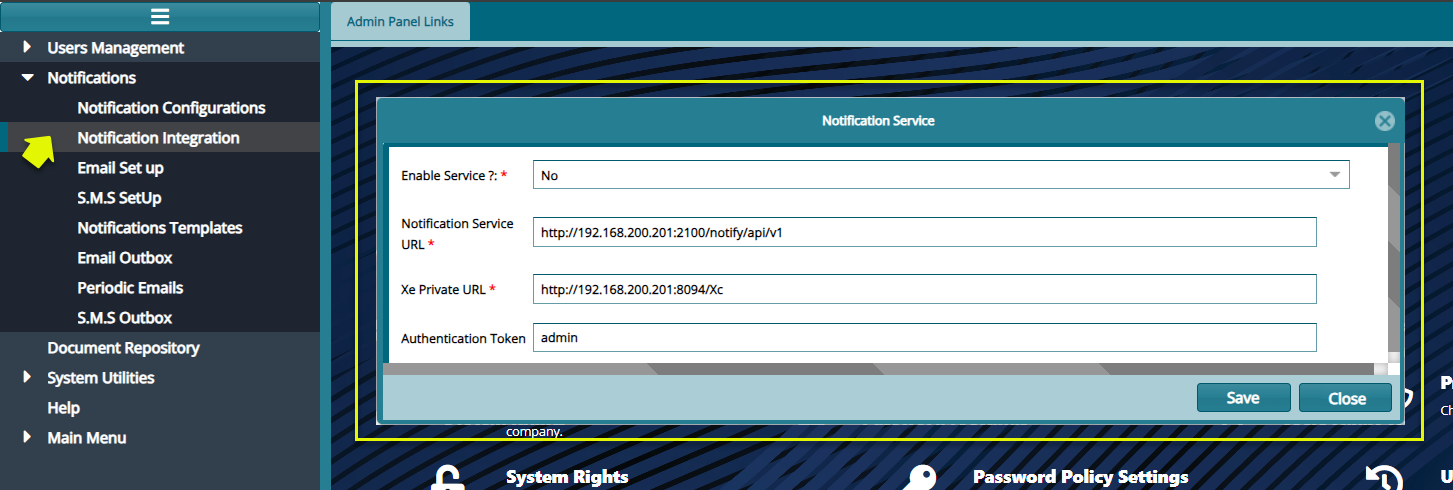 Admin Panel Links
Users Management
Notifications
Notification Configurations
Notification Integration
Email Set up
S.M.S SetUp
Notifications Templates
Email Outbox
Periodic Emails
S.M.S Outbox
Document Repository
System Utilities
Help
Main Menu
Notification Service
Enable Service ?: *
No
Notification Service
URL *
http://192.168.200.201:2100/notify/api/v1
Xe Private URL *
http://192.168.200.201:8094/Xc
Authentication Token
admin
Save
Close
company.
System Rights
Password Policy Settings